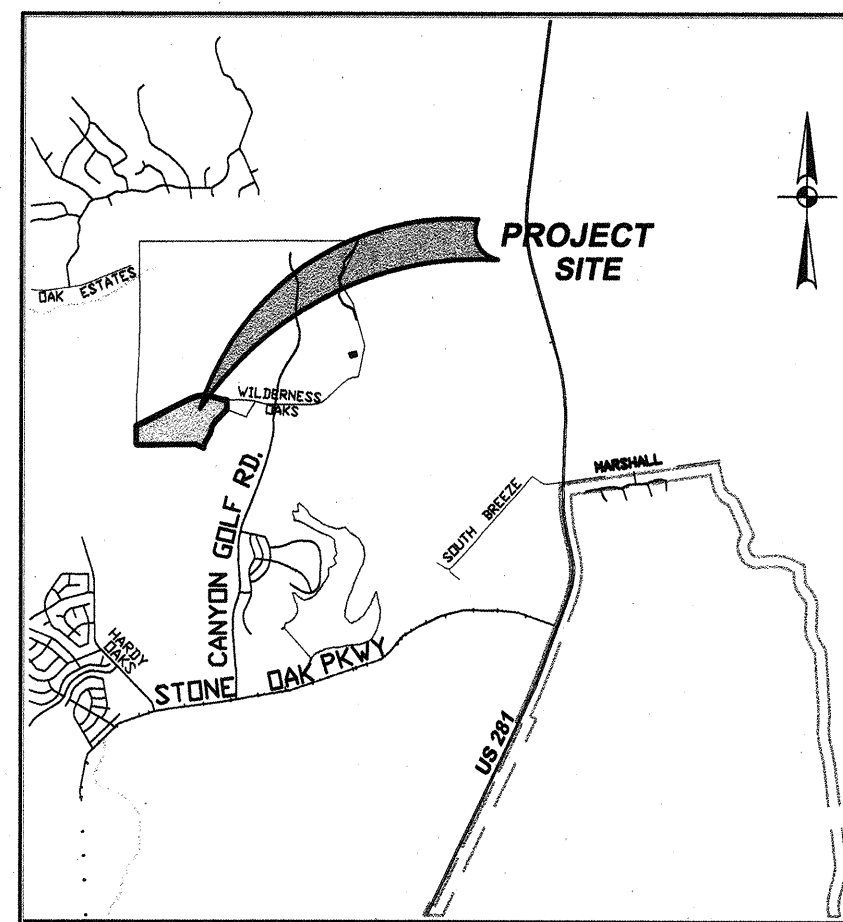 PROJECT
SITE
OAK ESTATES
WILDERNESS
OAKS
CANYON GOLF RD.
MARSHALL
SOUTH BREEZE
HARDY
OAKS
STONE OAK PKWY
US 281